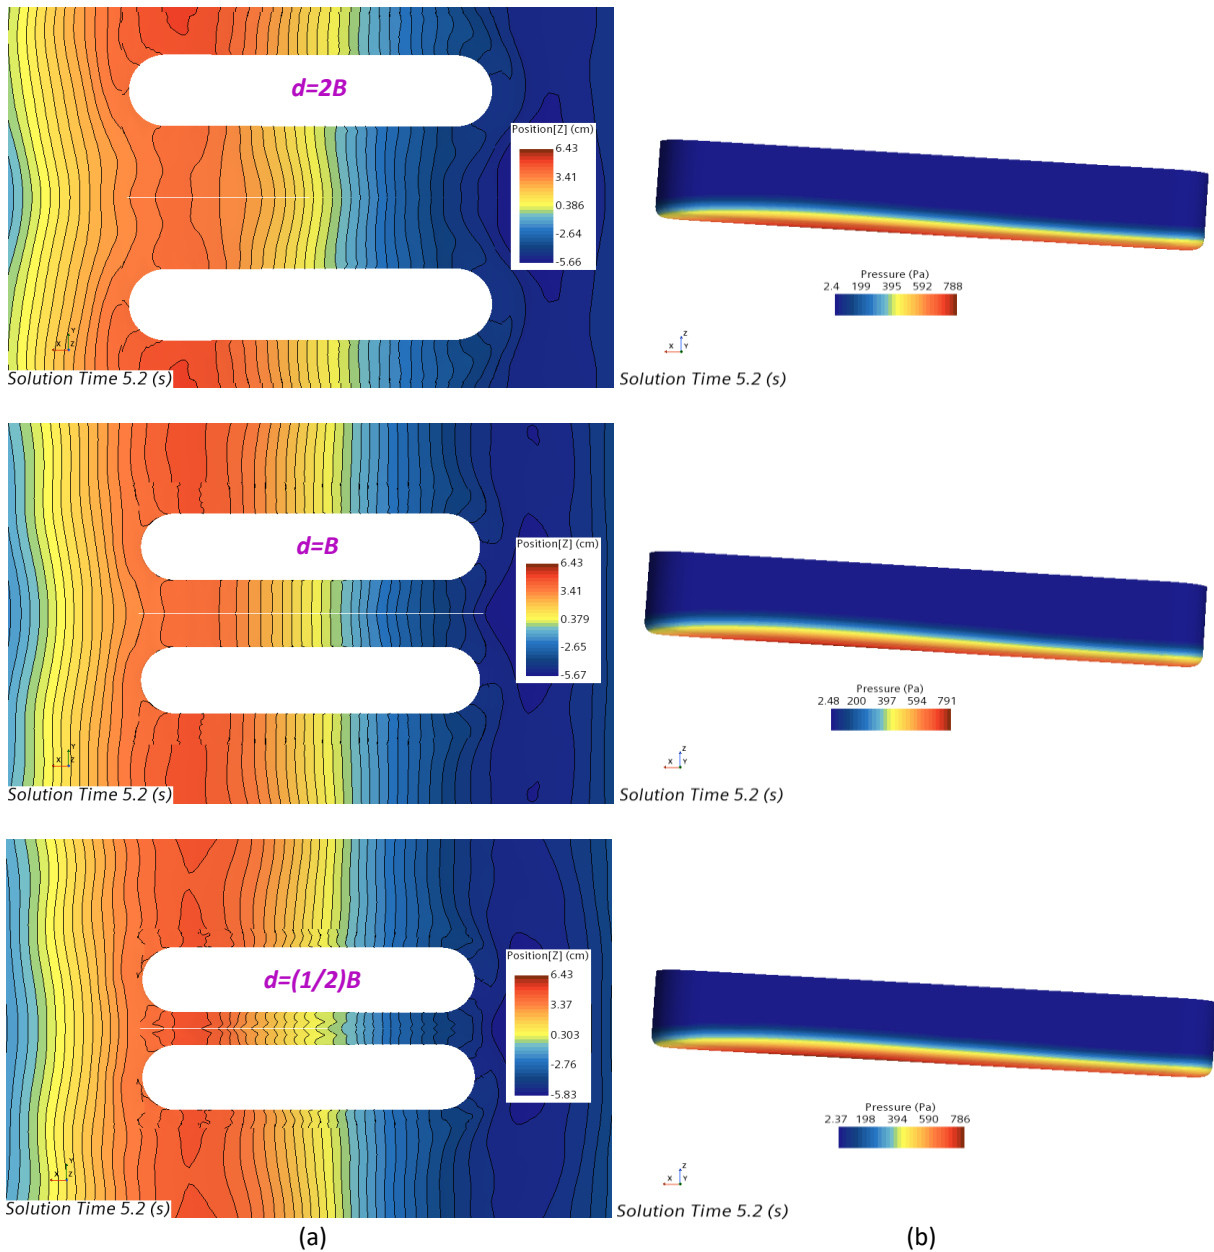 d=2B
Position[Z] (cm)
6.43
3.41
0.386
-2.64
-5.66
Y
X Z
Solution Time 5.2 (s)
Pressure (Pa)
2.4 199 395 592 788
Z
X Y
Solution Time 5.2 (s)
d=B
Position[Z] (cm)
6.43
3.41
0.379
-2.65
-5.67
Y
X Z
Solution Time 5.2 (s)
Pressure (Pa)
2.48 200 397 594 791
Z
X Y
Solution Time 5.2 (s)
d=(1/2)B
Position[Z] (cm)
6.43
3.37
0.303
-2.76
-5.83
Y
X Z
Solution Time 5.2 (s)
Pressure (Pa)
2.37 198 394 590 786
Z
X Y
Solution Time 5.2 (s)
(a)
(b)